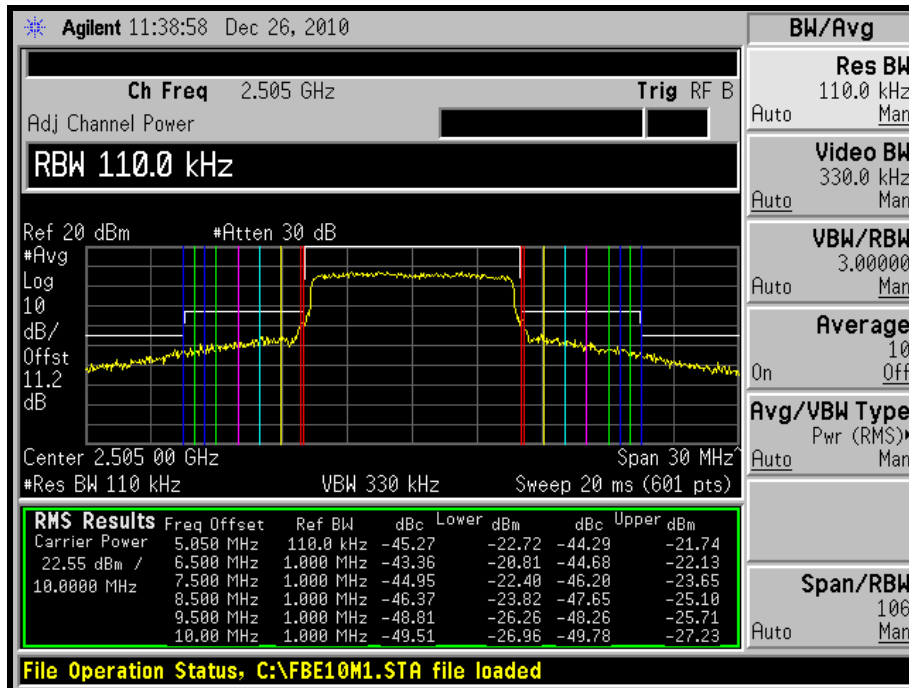 Agilent 11:38:58 Dec 26, 2010
Ch Freq 2.505 GHz Trig RF B
Adj Channel Power
RBW 110.0 kHz
Ref 20 dBm #Atten 30 dB
#Avg
Log
10
dB/
Offst
11.2
dB
Center 2.505 00 GHz Span 30 MHz^
#Res BW 110 kHz VBW 330 kHz Sweep 20 ms (601 pts)
RMS Results Freq Offset Ref BW dBc Lower dBm dBc Upper dBm
Carrier Power 5.050 MHz 110.0 kHz -45.27 -22.72 -44.29 -21.74
22.55 dBm / 6.500 MHz 1.000 MHz -43.36 -20.81 -44.68 -22.13
10.0000 MHz 7.500 MHz 1.000 MHz -44.95 -22.40 -46.20 -23.65
8.500 MHz 1.000 MHz -46.37 -23.82 -47.65 -25.10
9.500 MHz 1.000 MHz -48.81 -26.26 -48.26 -25.71
10.00 MHz 1.000 MHz -49.51 -26.96 -49.78 -27.23
File Operation Status, C:\FBE10M1.STA file loaded
BW/Avg
Res BW
110.0 kHz
Auto Man
Video BW
330.0 kHz
Auto Man
VBW/RBW
3.00000
Auto Man
Average
10
On Off
Avg/VBW Type
Pwr (RMS)
Auto Man
Span/RBW
106
Auto Man